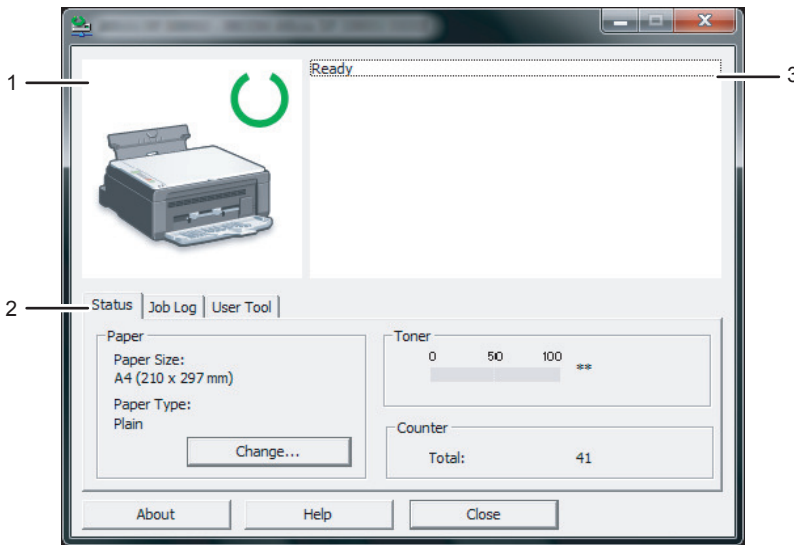 1
Ready
3
2
Status Job Log User Tool
Paper
Paper Size:
A4 (210 x 297 mm)
Paper Type:
Plain
Change...
Toner
0 50 100
**
Counter
Total: 41
About Help Close